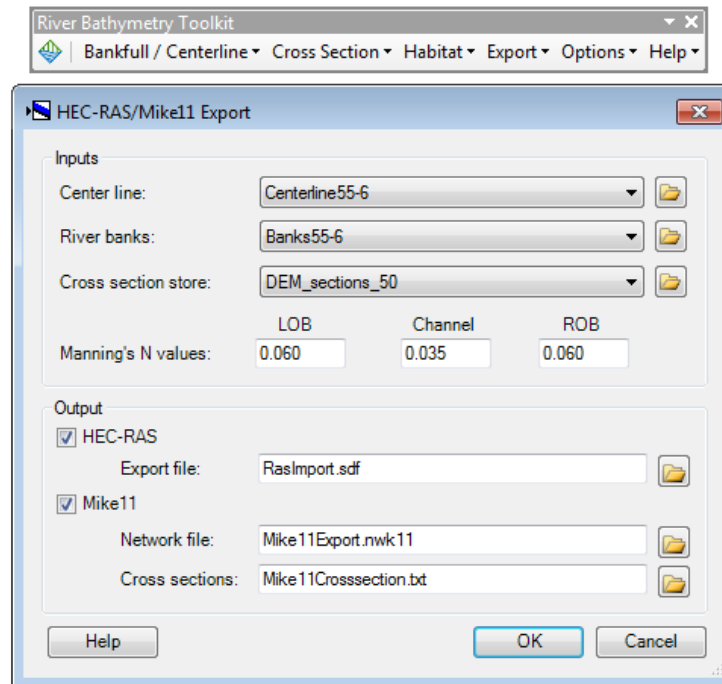 River Bathymetry Toolkit
Bankfull / Centerline Cross Section Habitat Export Options Help
HEC-RAS/Mike11 Export
Inputs
Center line: Centerline55-6
River banks: Banks55-6
Cross section store: DEM_sections_50
LOB Channel ROB
Manning's N values: 0.060 0.035 0.060
Output
HEC-RAS
Export file: RasImport.sdf
Mike11
Network file: Mike11Export.nwk11
Cross sections: Mike11Crosssection.txt
Help OK Cancel